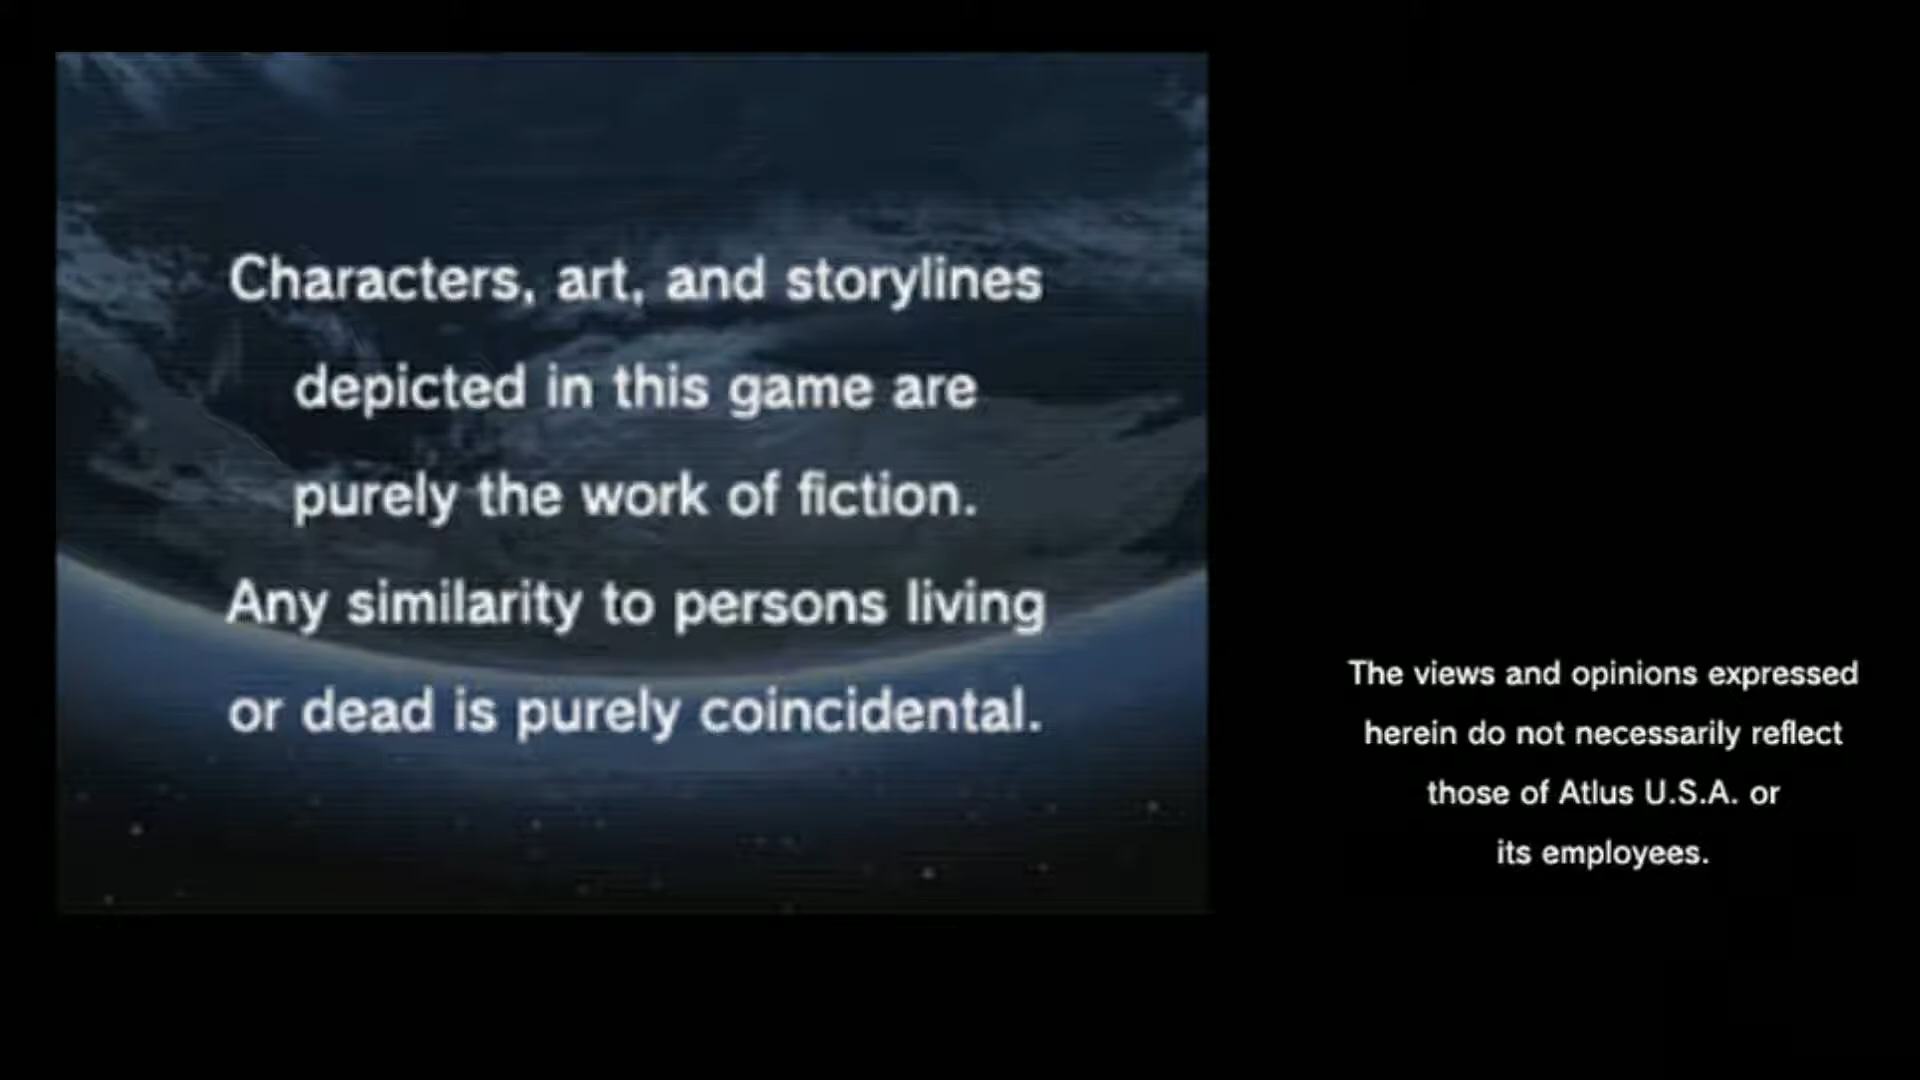 Characters, art, and storylines
depicted in this game are
purely the work of fiction.
Any similarity to persons living
or dead is purely coincidental.
The views and opinions expressed
herein do not necessarily reflect
those of Atlus U.S.A. or
its employees.